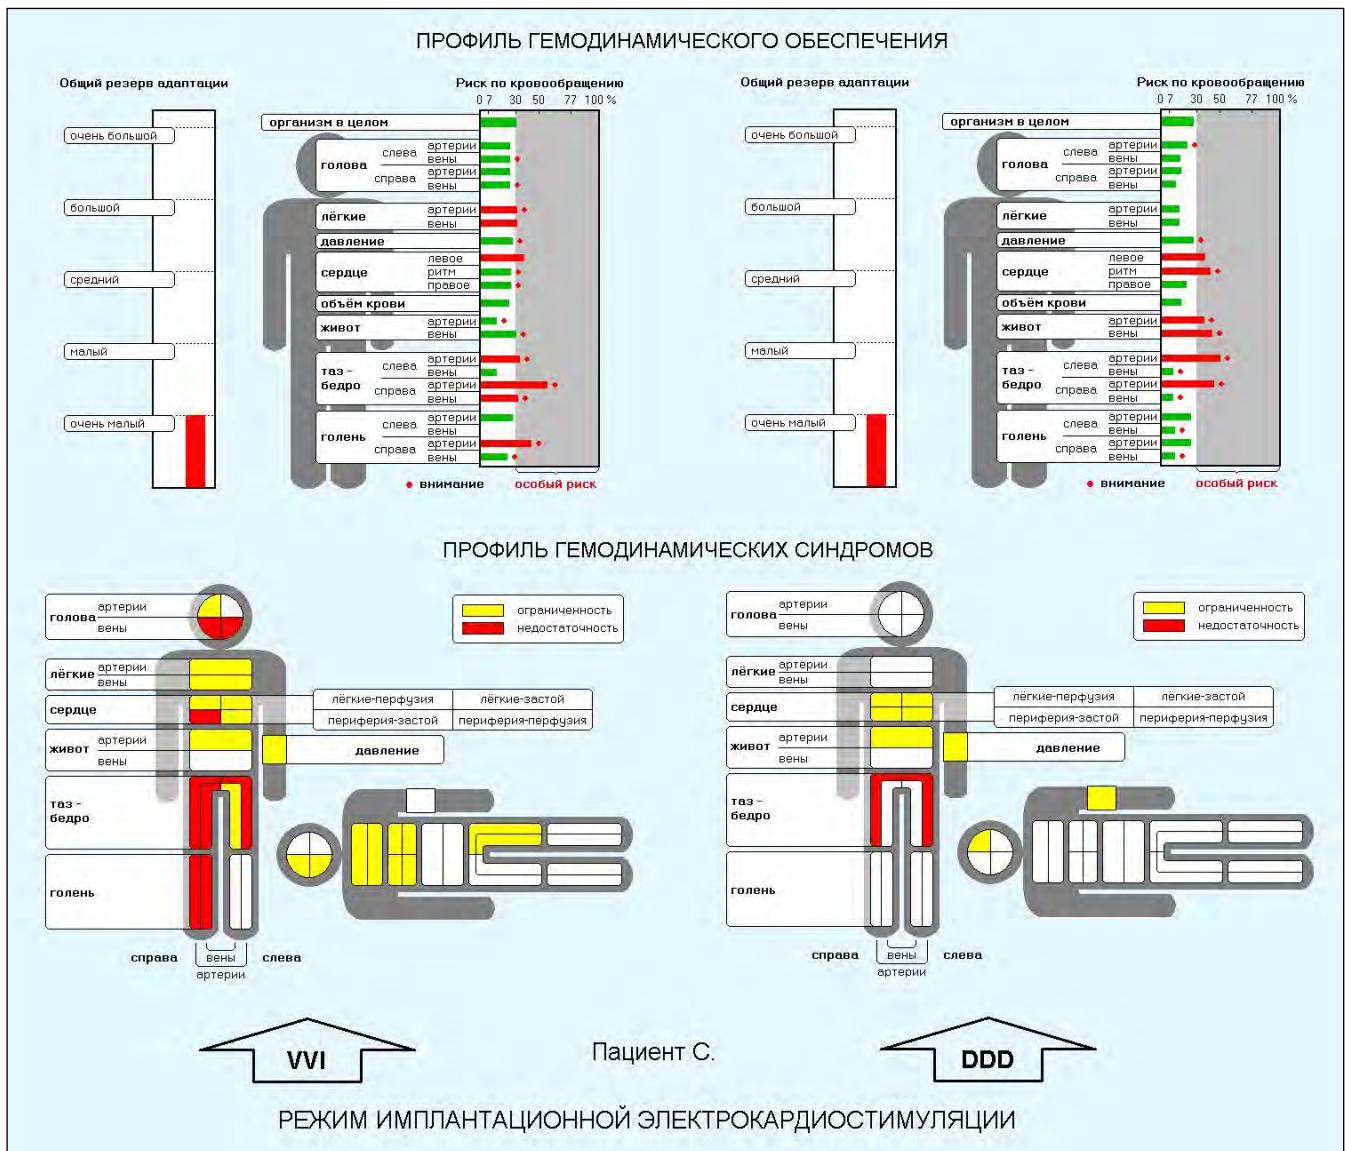 ПРОФИЛЬ ГЕМОДИНАМИЧЕСКОГО ОБЕСПЕЧЕНИЯ
Общий резерв адаптации
Риск по кровообращению
0 7 30 50 77 100 %
очень большой
большой
средний
малый
очень малый
организм в целом
голова
слева
артерии
вены
справа
артерии
вены
лёгкие
артерии
вены
давление
сердце
левое
ритм
правое
объём крови
живот
артерии
вены
таз -
бедро
слева
артерии
вены
справа
артерии
вены
голень
слева
артерии
вены
справа
артерии
вены
внимание
особый риск
Общий резерв адаптации
Риск по кровообращению
0 7 30 50 77 100 %
очень большой
большой
средний
малый
очень малый
организм в целом
голова
слева
артерии
вены
справа
артерии
вены
лёгкие
артерии
вены
давление
сердце
левое
ритм
правое
объём крови
живот
артерии
вены
таз -
бедро
слева
артерии
вены
справа
артерии
вены
голень
слева
артерии
вены
справа
артерии
вены
внимание
особый риск
ПРОФИЛЬ ГЕМОДИНАМИЧЕСКИХ СИНДРОМОВ
голова
артерии
вены
ограниченность
недостаточность
лёгкие
артерии
вены
сердце
лёгкие-перфузия
лёгкие-застой
периферия-застой
периферия-перфузия
живот
артерии
вены
давление
таз -
бедро
голень
справа
вены
слева
артерии
голова
артерии
вены
ограниченность
недостаточность
лёгкие
артерии
вены
сердце
лёгкие-перфузия
лёгкие-застой
периферия-застой
периферия-перфузия
живот
артерии
вены
давление
таз -
бедро
голень
справа
вены
слева
артерии
VVI
Пациент С.
DDD
РЕЖИМ ИМПЛАНТАЦИОННОЙ ЭЛЕКТРОКАРДИОСТИМУЛЯЦИИ